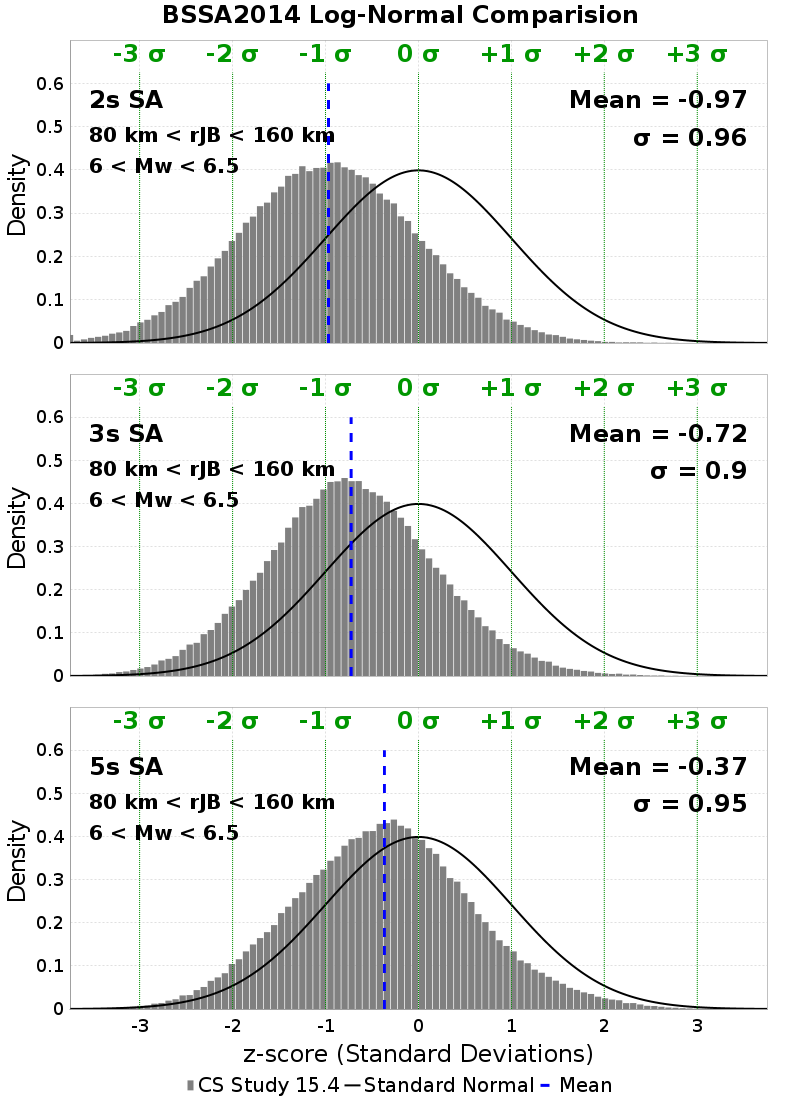 BSSA2014 Log-Normal Comparision
-3 σ -2 σ -1 σ 0 σ +1 σ +2 σ +3 σ
0.6
2s SA Mean = -0.97
0.5
80 km < rJB < 160 km σ = 0.96
6 < Mw < 6.5
0.4
0.3
0.2
0.1
0
Density
-3 σ -2 σ -1 σ 0 σ +1 σ +2 σ +3 σ
0.6
3s SA Mean = -0.72
0.5
80 km < rJB < 160 km σ = 0.9
6 < Mw < 6.5
0.4
0.3
0.2
0.1
0
Density
-3 σ -2 σ -1 σ 0 σ +1 σ +2 σ +3 σ
0.6
5s SA Mean = -0.37
0.5
80 km < rJB < 160 km σ = 0.95
6 < Mw < 6.5
0.4
0.3
0.2
0.1
0
Density
-3 -2 -1 0 1 2 3
z-score (Standard Deviations)
CS Study 15.4 Standard Normal Mean